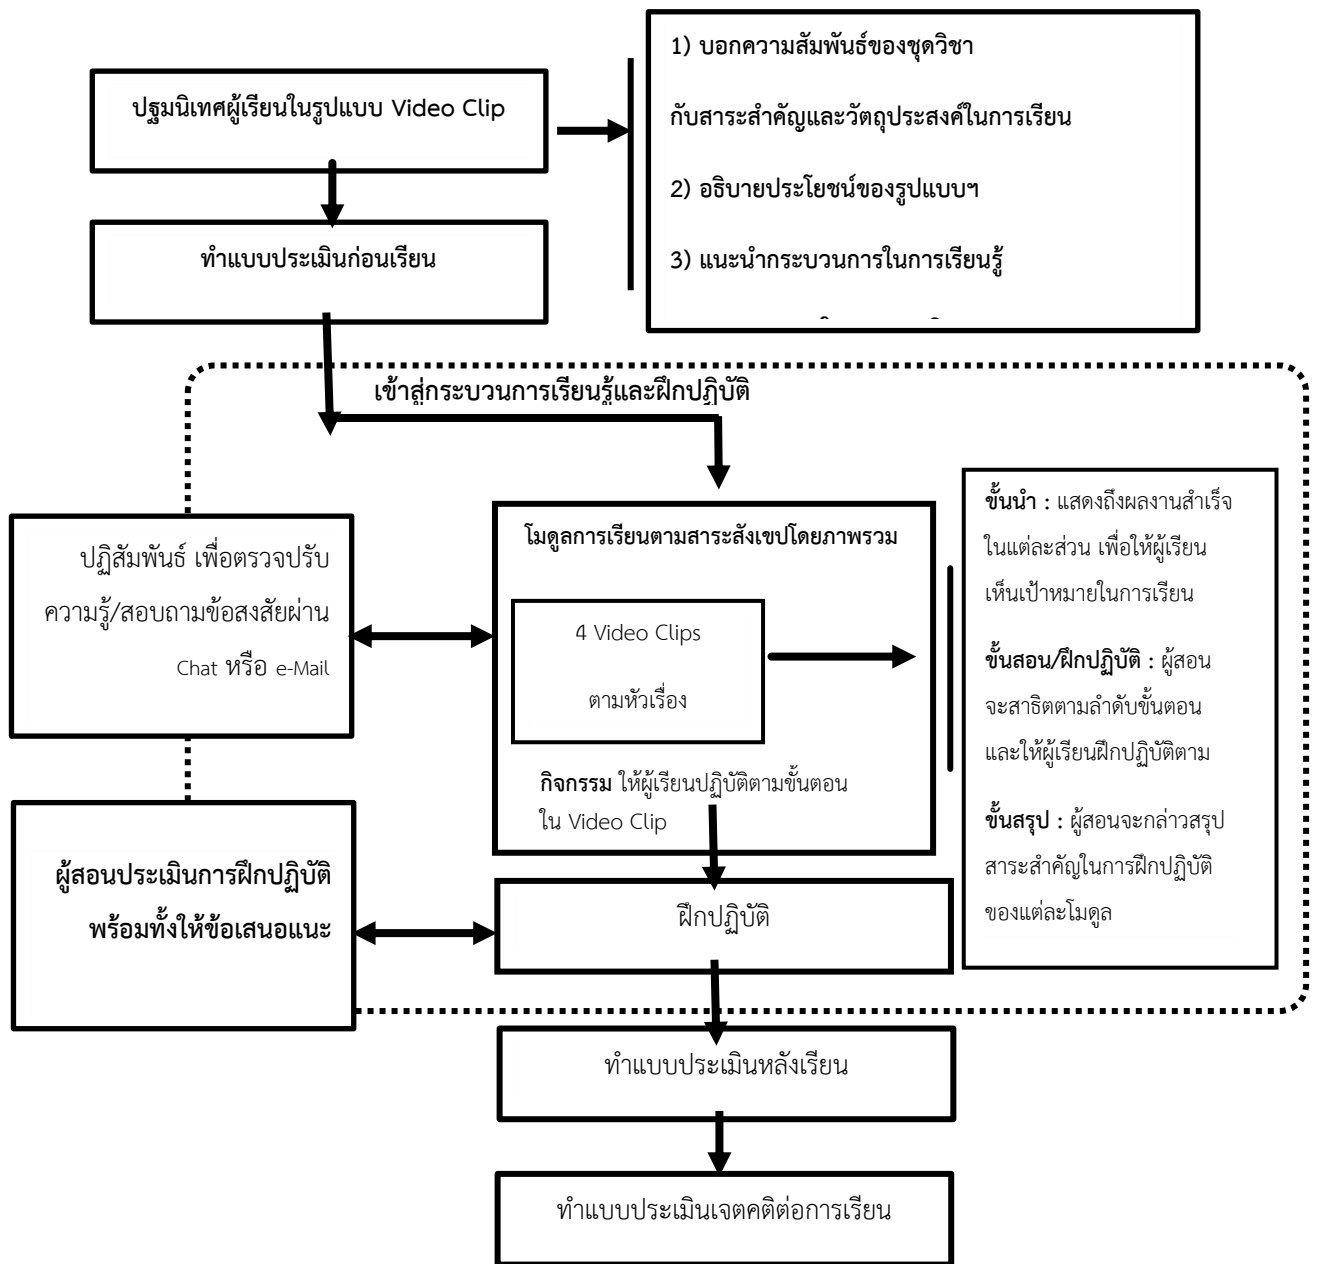 ปฐมนิเทศผู้เรียนในรูปแบบ Video Clip
1) บอกความสัมพันธ์ของชุดวิชา
กับสาระสำคัญและวัตถุประสงค์ในการเรียน
2) อธิบายประโยชน์ของรูปแบบฯ
3) แนะนำกระบวนการในการเรียนรู้
ทำแบบประเมินก่อนเรียน
เข้าสู่กระบวนการเรียนรู้และฝึกปฏิบัติ
ปฏิสัมพันธ์ เพื่อตรวจปรับ
ความรู้/สอบถามข้อสงสัยผ่าน
Chat หรือ e-Mail
โมดูลการเรียนตามสาระสังเขปโดยภาพรวม
4 Video Clips
ตามหัวเรื่อง
กิจกรรม ให้ผู้เรียนปฏิบัติตามขั้นตอน
ใน Video Clip
ขั้นนำ : แสดงถึงผลงานสำเร็จ
ในแต่ละส่วน เพื่อให้ผู้เรียน
เห็นเป้าหมายในการเรียน
ขั้นสอน/ฝึกปฏิบัติ : ผู้สอน
จะสาธิตตามลำดับขั้นตอน
และให้ผู้เรียนฝึกปฏิบัติตาม
ขั้นสรุป : ผู้สอนจะกล่าวสรุป
สาระสำคัญในการฝึกปฏิบัติ
ของแต่ละโมดูล
ผู้สอนประเมินการฝึกปฏิบัติ
พร้อมทั้งให้ข้อเสนอแนะ
ฝึกปฏิบัติ
ทำแบบประเมินหลังเรียน
ทำแบบประเมินเจตคติต่อการเรียน